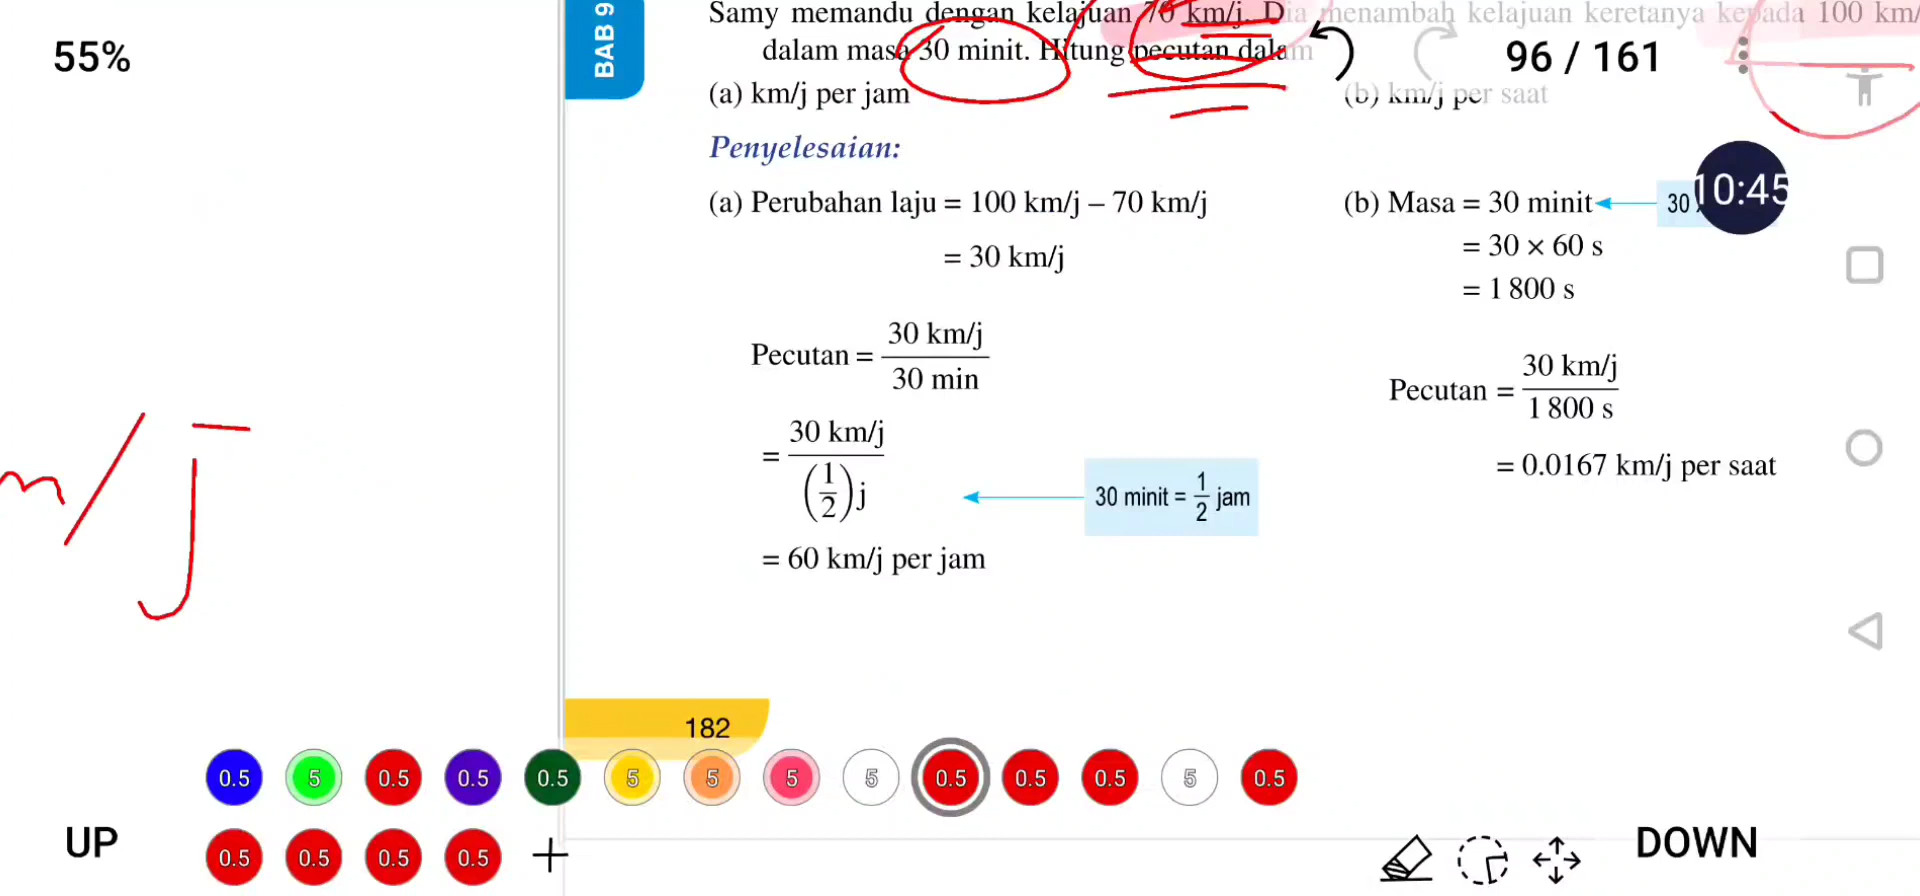 55%
BAB 9
Samy memandu dengan kelajuan 70 km/j. Dia menambah kelajuan keretanya kepada 100 km/
dalam masa 30 minit. Hitung pecutan dalam
96 / 161
(a) km/j per jam
(b) km/j per saat
Penyelesaian:
(a) Perubahan laju = 100 km/j – 70 km/j
= 30 km/j
Pecutan = 30 km/j
30 min
= 30 km/j
(1/2) j
30 minit = 1/2 jam
= 60 km/j per jam
(b) Masa = 30 minit
30
10:45
= 30 × 60 s
= 1 800 s
Pecutan = 30 km/j
1 800 s
= 0.0167 km/j per saat
m/j
182
0.5 5 0.5 0.5 0.5 5 5 5 5 0.5 0.5 0.5 5 0.5
UP
0.5 0.5 0.5 0.5 +
DOWN